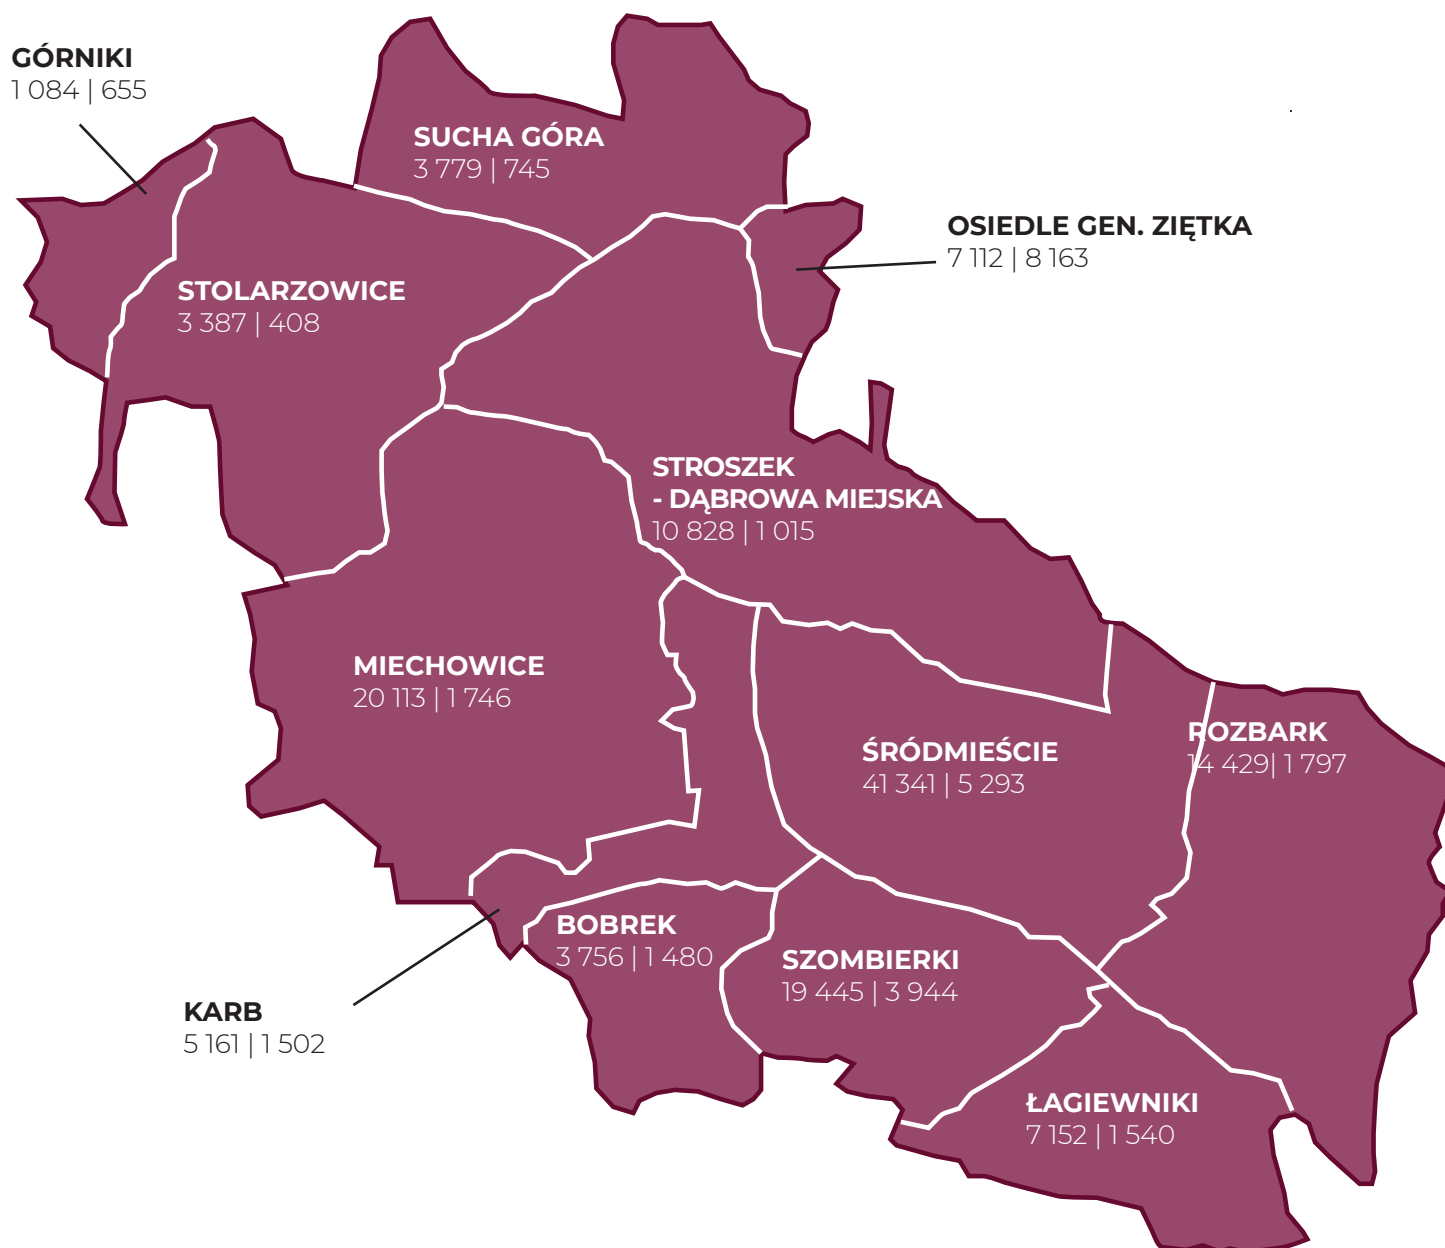 GÓRNIKI
1 084 | 655
SUCHA GÓRA
3 779 | 745
OSIEDLE GEN. ZIĘTKA
7 112 | 8 163
STOLARZOWICE
3 387 | 408
STROSZEK
- DĄBROWA MIEJSKA
10 828 | 1 015
MIECHOWICE
20 113 | 1 746
ROZBARK
14 429| 1 797
ŚRÓDMIEŚCIE
41 341 | 5 293
BOBREK
3 756 | 1 480
SZOMBIERKI
19 445 | 3 944
KARB
5 161 | 1 502
ŁAGIEWNIKI
7 152 | 1 540